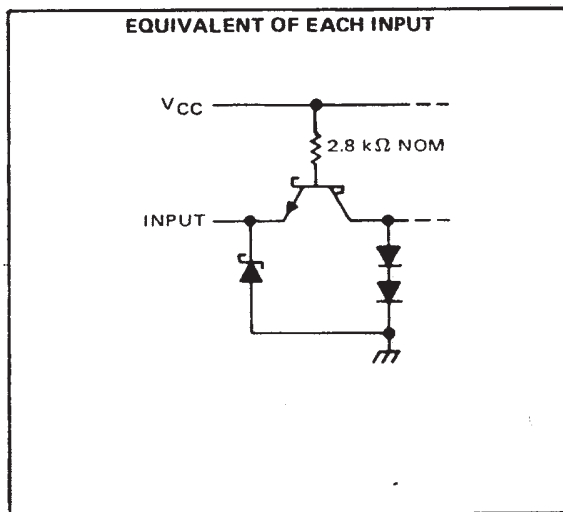 EQUIVALENT OF EACH INPUT
VCC
2.8 kΩ NOM
INPUT